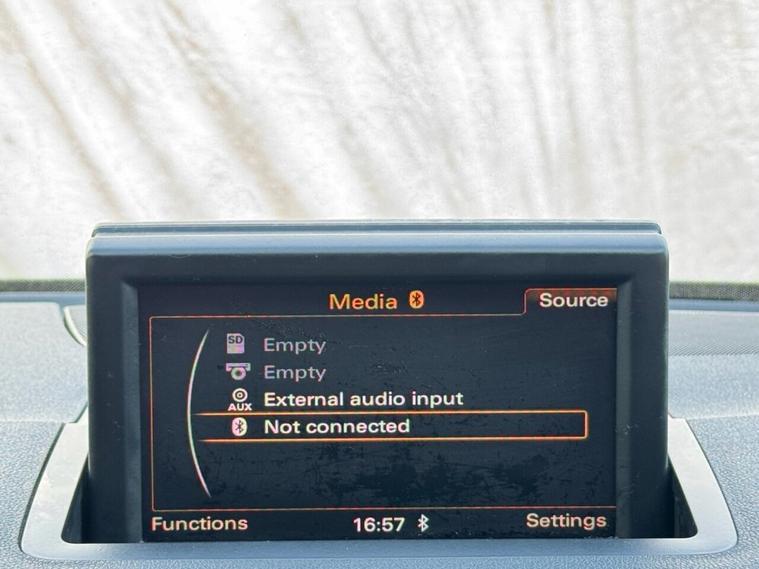 Media
Source
SD Empty
Empty
AUX External audio input
Not connected
Functions 16:57 Settings